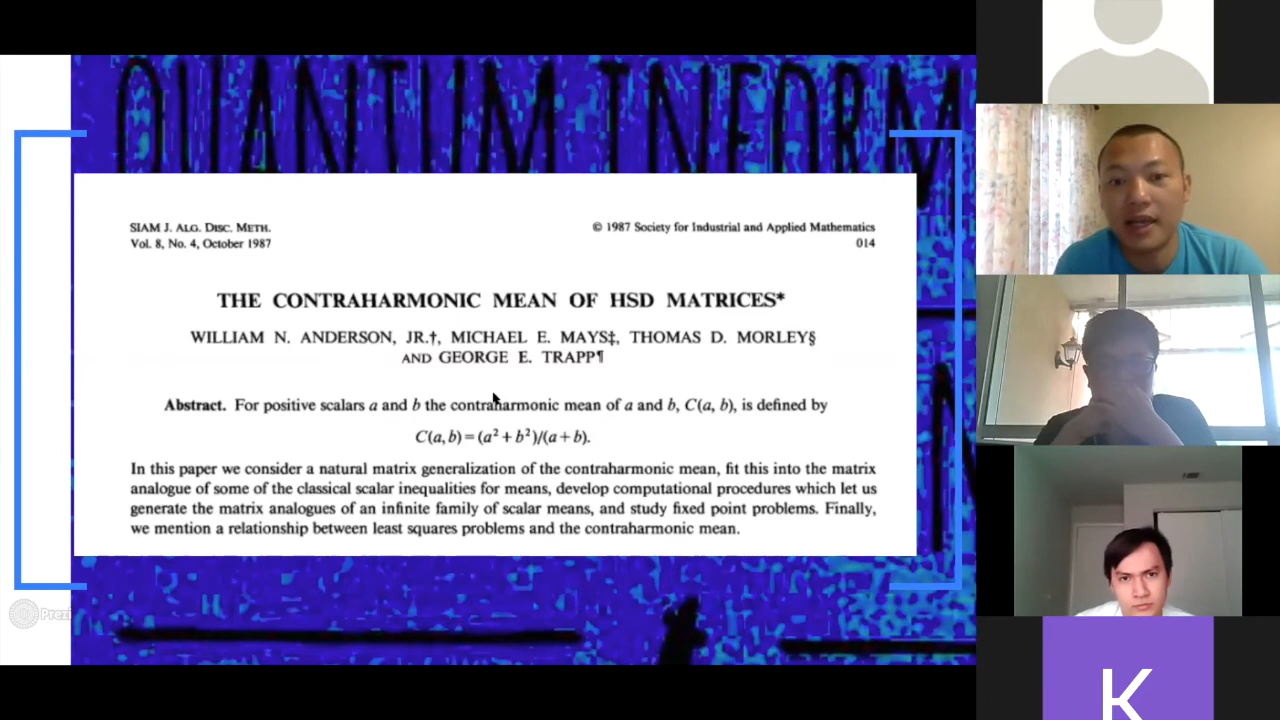 QUANTUM INFORM
SIAM J. ALG. DISC. METH.
Vol. 8, No. 4, October 1987
© 1987 Society for Industrial and Applied Mathematics
014
THE CONTRAHARMONIC MEAN OF HSD MATRICES*
WILLIAM N. ANDERSON, JR.†, MICHAEL E. MAYS‡, THOMAS D. MORLEY§
AND GEORGE E. TRAPP¶
Abstract. For positive scalars a and b the contraharmonic mean of a and b, C(a, b), is defined by
C(a, b) = (a² + b²)/(a + b).
In this paper we consider a natural matrix generalization of the contraharmonic mean, fit this into the matrix
analogue of some of the classical scalar inequalities for means, develop computational procedures which let us
generate the matrix analogues of an infinite family of scalar means, and study fixed point problems. Finally,
we mention a relationship between least squares problems and the contraharmonic mean.
Prezi
K